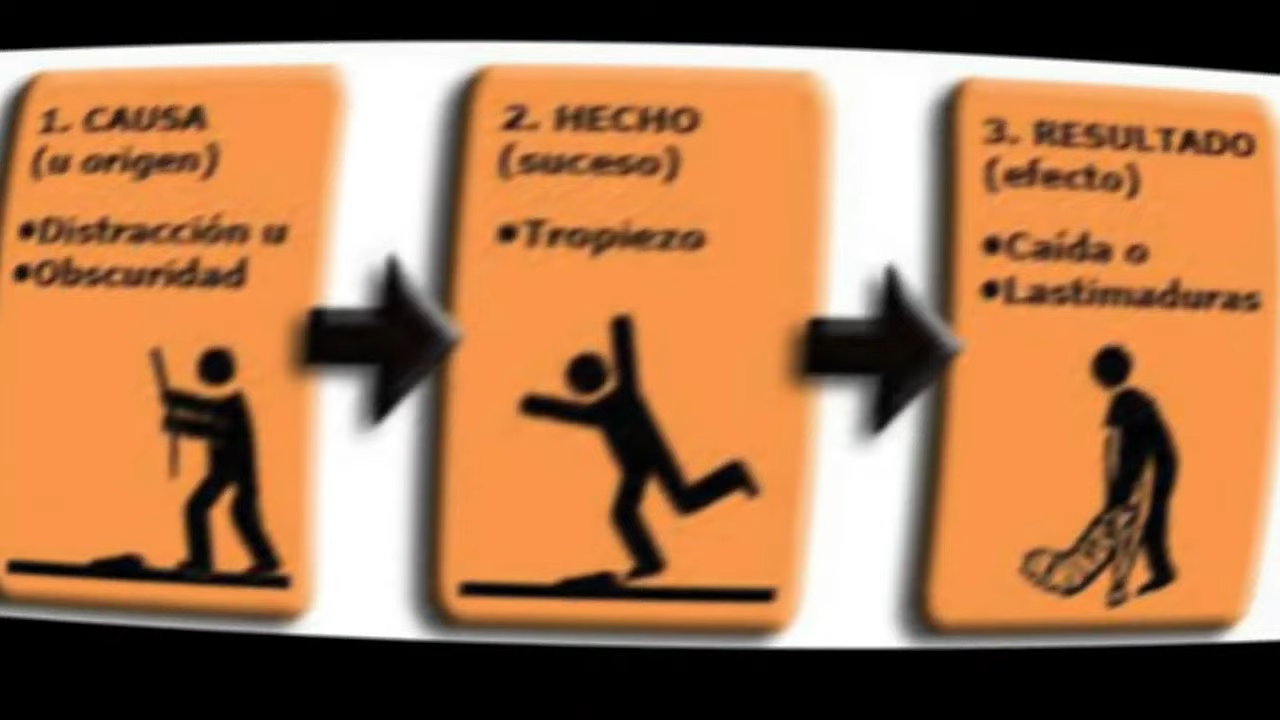 1. CAUSA
(u origen)
•Distracción u
•Obscuridad
2. HECHO
(suceso)
•Tropiezo
3. RESULTADO
(efecto)
•Caída o
•Lastimaduras